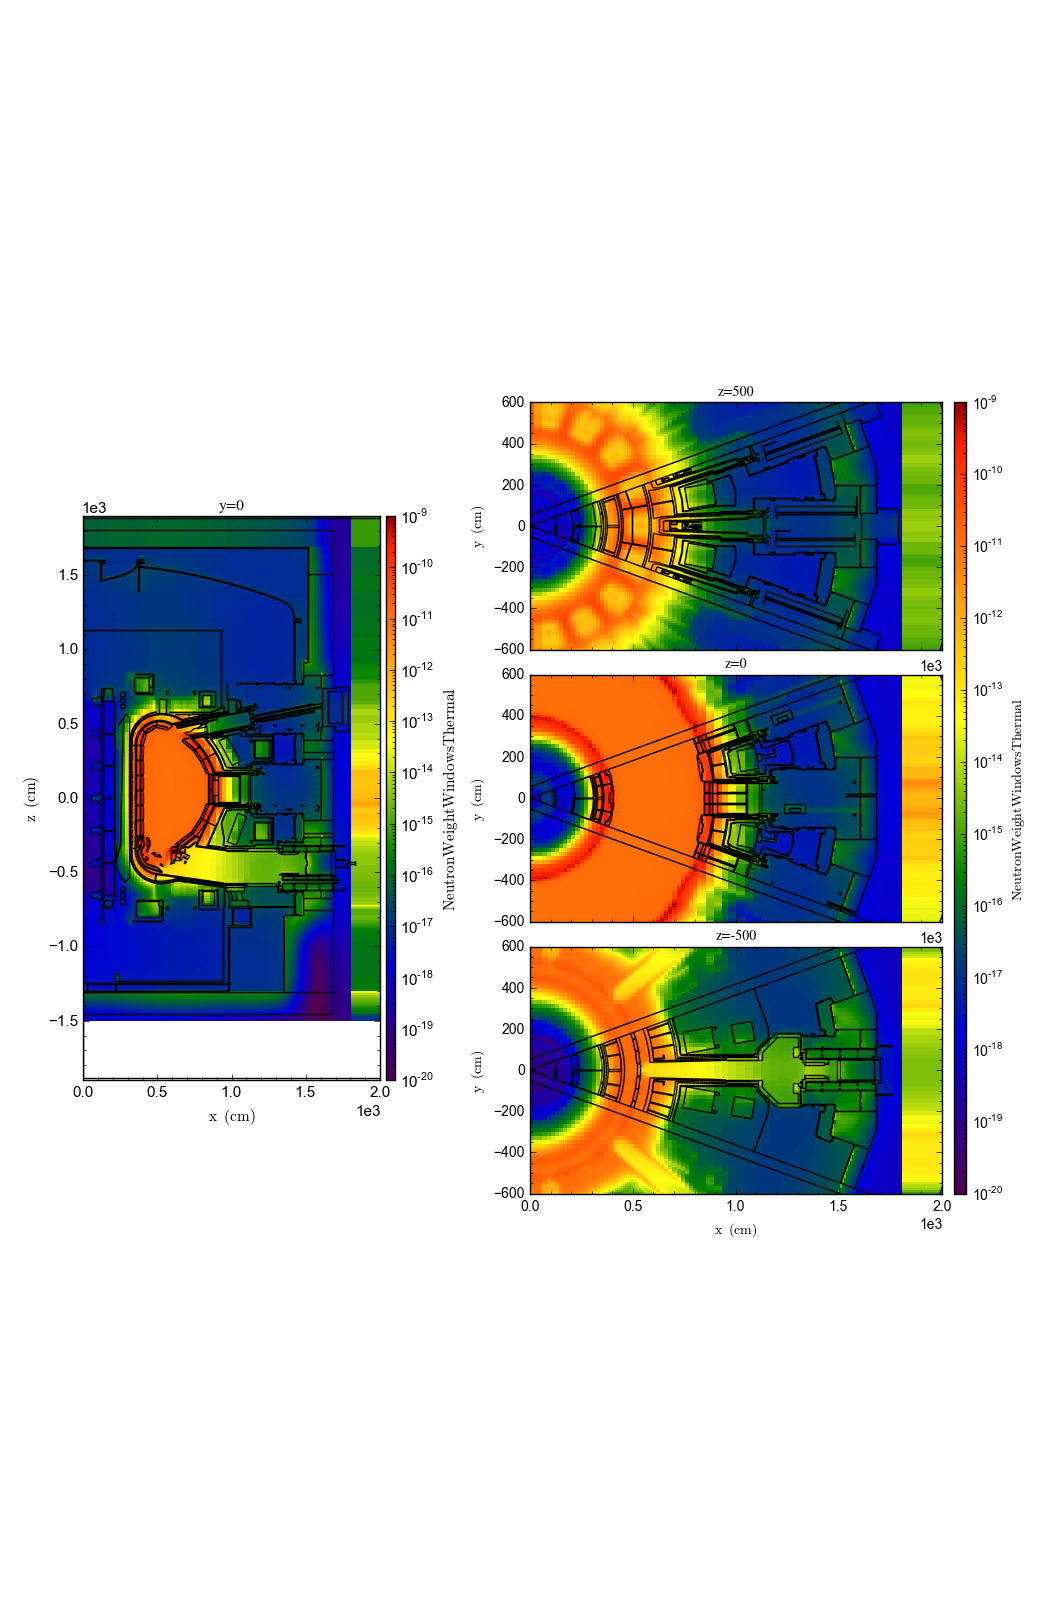 y=0
1e3
1.5
1.0
0.5
0.0
−0.5
−1.0
−1.5
z (cm)
0.0 0.5 1.0 1.5 2.0
1e3
x (cm)
10-9
10-10
10-11
10-12
10-13
10-14
10-15
10-16
10-17
10-18
10-19
10-20
NeutronWeightWindowsThermal
z=500
600
400
200
0
−200
−400
−600
y (cm)
1e3
z=0
600
400
200
0
−200
−400
−600
y (cm)
1e3
z=-500
600
400
200
0
−200
−400
−600
y (cm)
0.0 0.5 1.0 1.5 2.0
1e3
x (cm)
10-9
10-10
10-11
10-12
10-13
10-14
10-15
10-16
10-17
10-18
10-19
10-20
NeutronWeightWindowsThermal